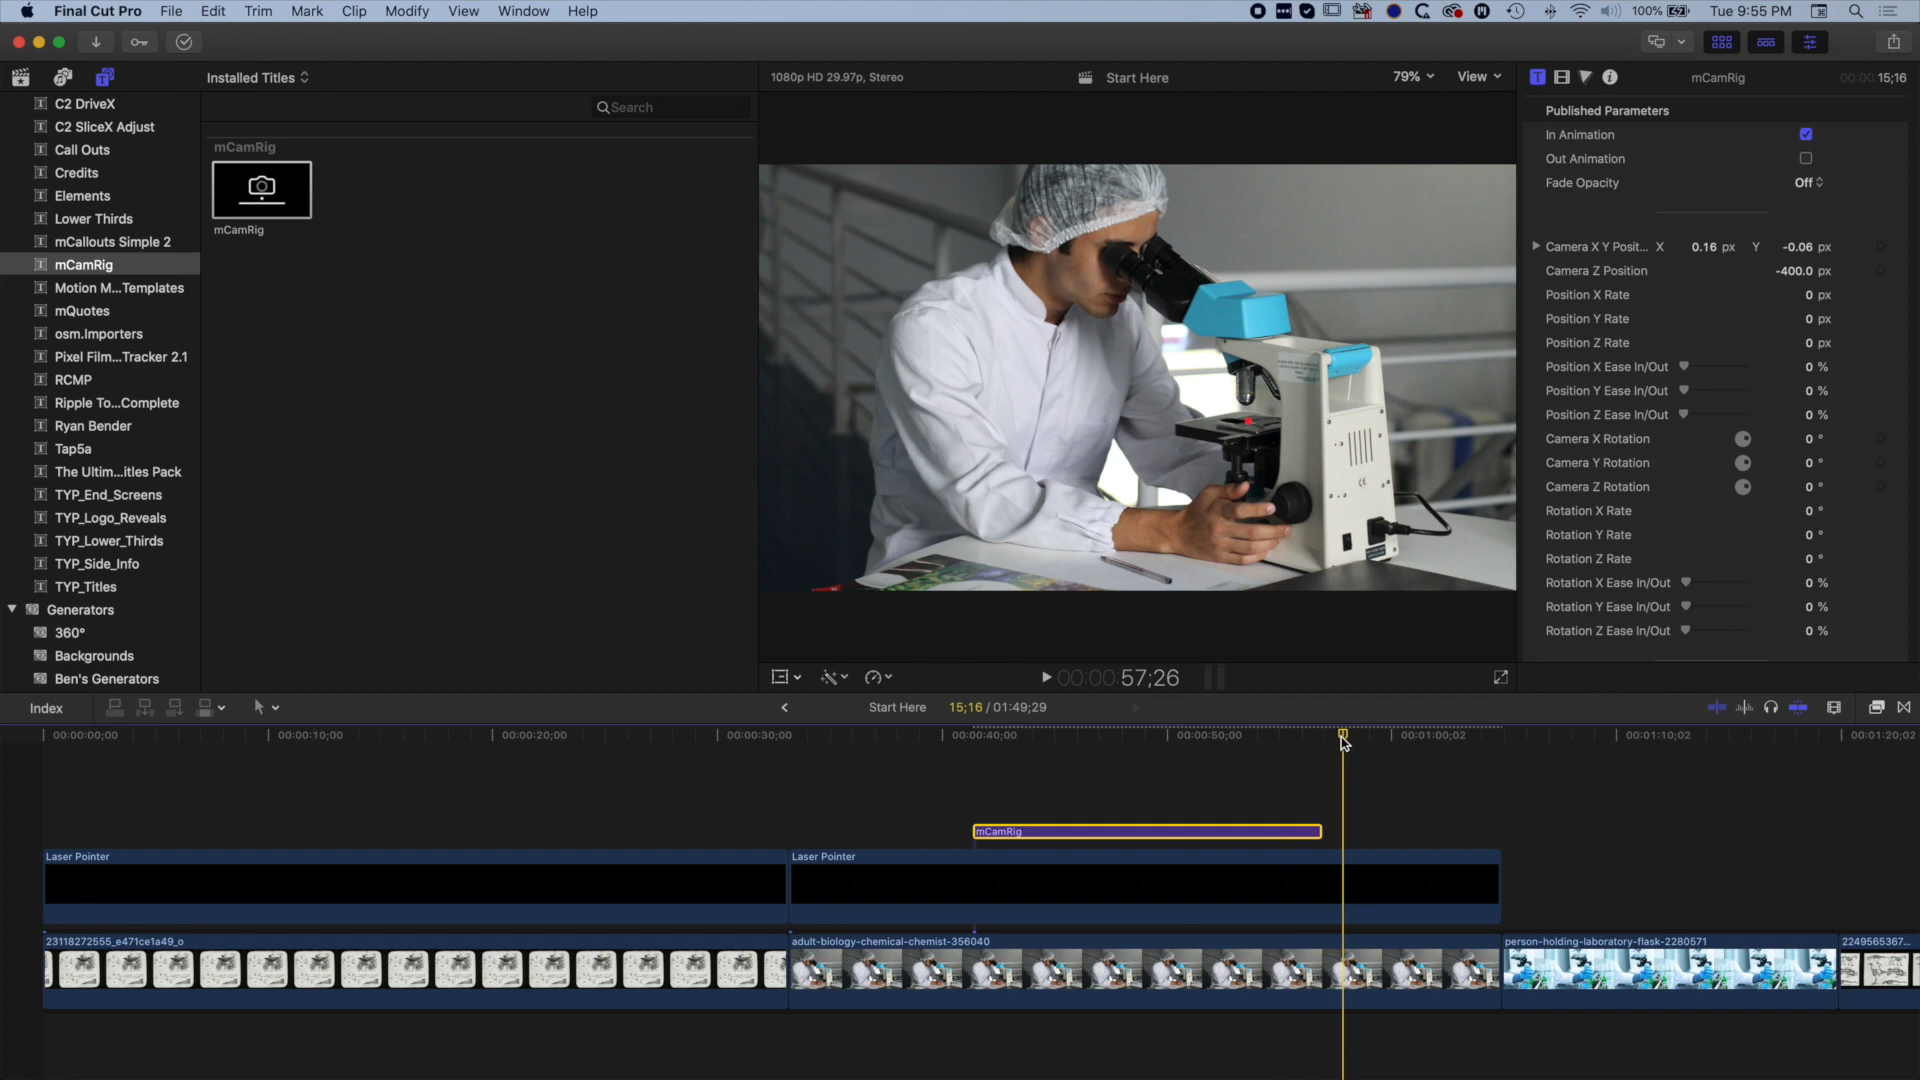 Final Cut Pro File Edit Trim Mark Clip Modify View Window Help 100% Tue 9:55 PM
Installed Titles 1080p HD 29.97p, Stereo Start Here 79% View T mCamRig 00:00:15;16
Search
C2 DriveX
C2 SliceX Adjust
Call Outs
Credits
Elements
Lower Thirds
mCallouts Simple 2
mCamRig
Motion M...Templates
mQuotes
osm.Importers
Pixel Film...Tracker 2.1
RCMP
Ripple To...Complete
Ryan Bender
Tap5a
The Ultim...itles Pack
TYP_End_Screens
TYP_Logo_Reveals
TYP_Lower_Thirds
TYP_Side_Info
TYP_Titles
Generators
360°
Backgrounds
Ben's Generators
mCamRig
mCamRig
Published Parameters
In Animation
Out Animation
Fade Opacity Off
Camera X Y Posit... X 0.16 px Y -0.06 px
Camera Z Position -400.0 px
Position X Rate 0 px
Position Y Rate 0 px
Position Z Rate 0 px
Position X Ease In/Out 0 %
Position Y Ease In/Out 0 %
Position Z Ease In/Out 0 %
Camera X Rotation 0 °
Camera Y Rotation 0 °
Camera Z Rotation 0 °
Rotation X Rate 0 °
Rotation Y Rate 0 °
Rotation Z Rate 0 °
Rotation X Ease In/Out 0 %
Rotation Y Ease In/Out 0 %
Rotation Z Ease In/Out 0 %
00:00:57;26
Index Start Here 15;16 / 01:49;29
00:00:00;00 00:00:10;00 00:00:20;00 00:00:30;00 00:00:40;00 00:00:50;00 00:01:00;02 00:01:10;02 00:01:20;02
mCamRig
Laser Pointer Laser Pointer
23118272555_e471ce1a49_o adult-biology-chemical-chemist-356040 person-holding-laboratory-flask-2280571 2249565367...